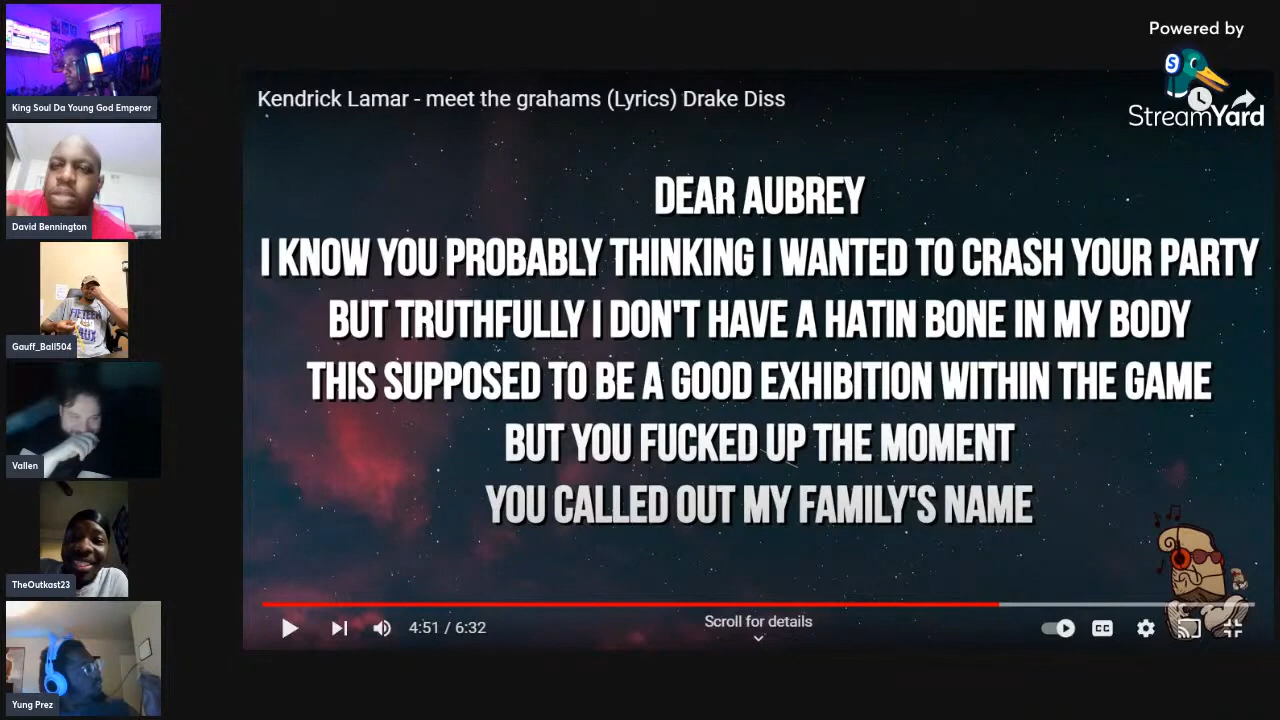 Powered by
StreamYard
Kendrick Lamar - meet the grahams (Lyrics) Drake Diss
DEAR AUBREY
I KNOW YOU PROBABLY THINKING I WANTED TO CRASH YOUR PARTY
BUT TRUTHFULLY I DON'T HAVE A HATIN BONE IN MY BODY
THIS SUPPOSED TO BE A GOOD EXHIBITION WITHIN THE GAME
BUT YOU FUCKED UP THE MOMENT
YOU CALLED OUT MY FAMILY'S NAME
4:51 / 6:32
Scroll for details
CC
King Soul Da Young God Emperor
David Bennington
Gauff_Ball504
FIFTEEN
Vallen
TheOutkast23
Yung Prez